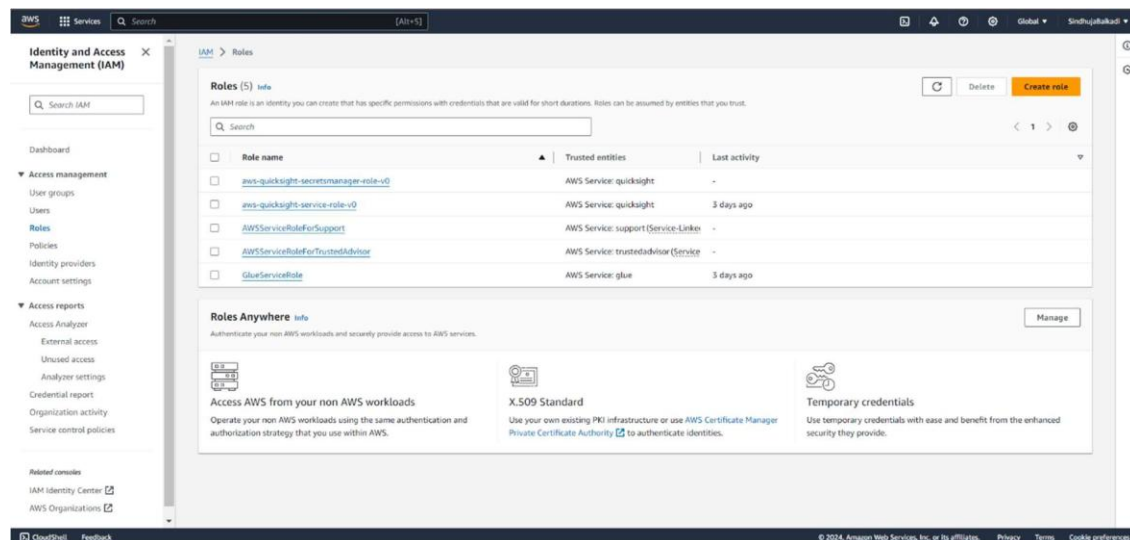 aws Services Search [Alt+S] Global SindhujaBaikadi
Identity and Access Management (IAM)
Search IAM
Dashboard
Access management
User groups
Users
Roles
Policies
Identity providers
Account settings
Access reports
Access Analyzer
External access
Unused access
Analyzer settings
Credential report
Organization activity
Service control policies
Related consoles
IAM Identity Center
AWS Organizations
IAM > Roles
Roles (5) Info
Delete
Create role
An IAM role is an identity you can create that has specific permissions with credentials that are valid for short durations. Roles can be assumed by entities that you trust.
Search
1
Role name Trusted entities Last activity
aws-quicksight-secretsmanager-role-v0 AWS Service: quicksight -
aws-quicksight-service-role-v0 AWS Service: quicksight 3 days ago
AWSServiceRoleForSupport AWS Service: support (Service-Linke -
AWSServiceRoleForTrustedAdvisor AWS Service: trustedadvisor (Service -
GlueServiceRole AWS Service: glue 3 days ago
Roles Anywhere Info
Manage
Authenticate your non AWS workloads and securely provide access to AWS services.
Access AWS from your non AWS workloads
Operate your non AWS workloads using the same authentication and
authorization strategy that you use within AWS.
X.509 Standard
Use your own existing PKI infrastructure or use AWS Certificate Manager
Private Certificate Authority to authenticate identities.
Temporary credentials
Use temporary credentials with ease and benefit from the enhanced
security they provide.
CloudShell Feedback © 2024, Amazon Web Services, Inc. or its affiliates. Privacy Terms Cookie preferences